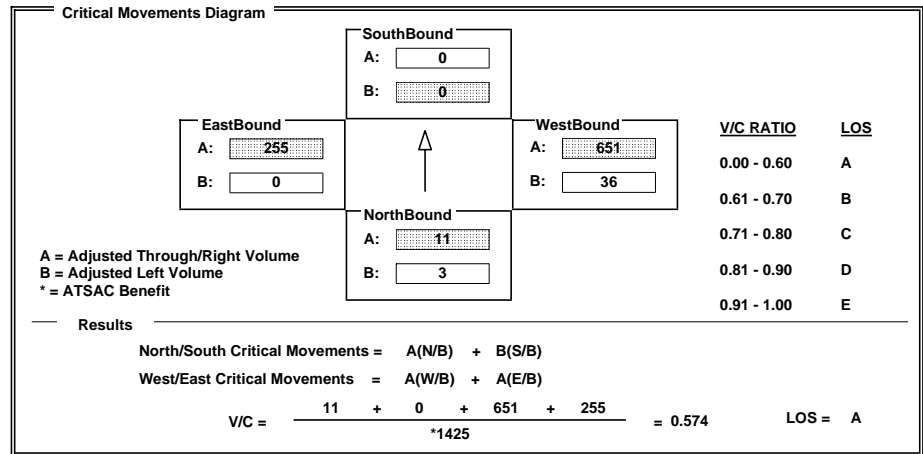 Critical Movements Diagram
SouthBound
A: 0
B: 0
EastBound
A: 255
B: 0
WestBound
A: 651
B: 36
NorthBound
A: 11
B: 3
V/C RATIO LOS
0.00 - 0.60 A
0.61 - 0.70 B
0.71 - 0.80 C
0.81 - 0.90 D
0.91 - 1.00 E
A = Adjusted Through/Right Volume
B = Adjusted Left Volume
* = ATSAC Benefit
Results
North/South Critical Movements = A(N/B) + B(S/B)
West/East Critical Movements = A(W/B) + A(E/B)
V/C = 11 + 0 + 651 + 255 = 0.574 LOS = A
*1425